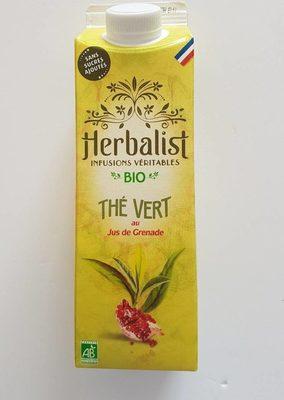 SANS
SUCRES
AJOUTÉS
Herbalist
INFUSIONS VÉRITABLES
BIO
THÉ VERT
au
Jus de Grenade
AB